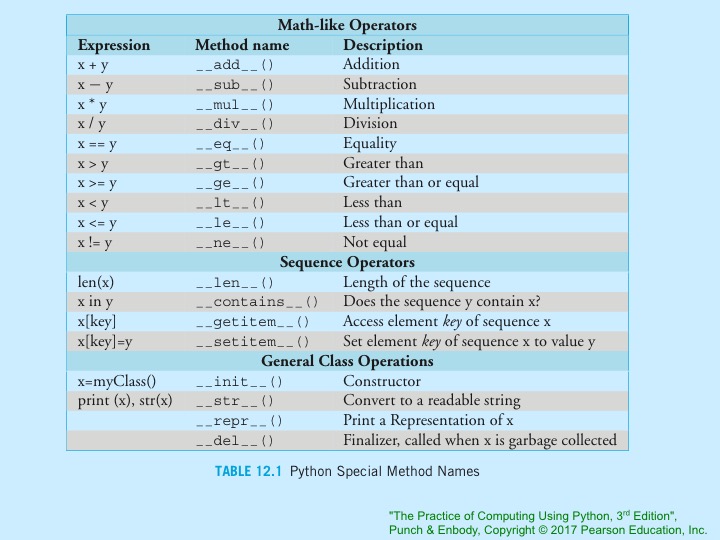 Math-like Operators
Expression Method name Description
x + y __add__() Addition
x − y __sub__() Subtraction
x * y __mul__() Multiplication
x / y __div__() Division
x == y __eq__() Equality
x > y __gt__() Greater than
x >= y __ge__() Greater than or equal
x < y __lt__() Less than
x <= y __le__() Less than or equal
x != y __ne__() Not equal
Sequence Operators
len(x) __len__() Length of the sequence
x in y __contains__() Does the sequence y contain x?
x[key] __getitem__() Access element key of sequence x
x[key]=y __setitem__() Set element key of sequence x to value y
General Class Operations
x=myClass() __init__() Constructor
print (x), str(x) __str__() Convert to a readable string
__repr__() Print a Representation of x
__del__() Finalizer, called when x is garbage collected
TABLE 12.1 Python Special Method Names
"The Practice of Computing Using Python, 3rd Edition",
Punch & Enbody, Copyright © 2017 Pearson Education, Inc.